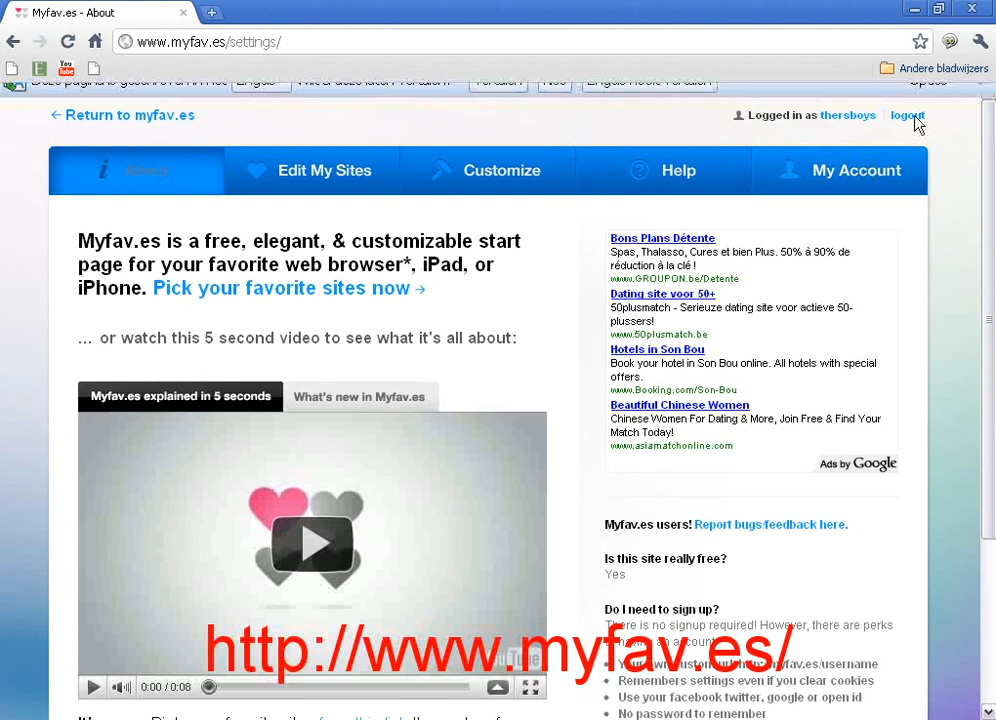 Myfav.es - About
www.myfav.es/settings/
You
Andere bladwijzers
← Return to myfav.es
Logged in as thersboys | logout
About
Edit My Sites
Customize
Help
My Account
Myfav.es is a free, elegant, & customizable start
page for your favorite web browser*, iPad, or
iPhone. Pick your favorite sites now →
... or watch this 5 second video to see what it's all about:
Myfav.es explained in 5 seconds
What's new in Myfav.es
0:00 / 0:08
Bons Plans Détente
Spas, Thalasso, Cures et bien Plus. 50% à 90% de
réduction à la clé !
www.GROUPON.be/Detente
Dating site voor 50+
50plusmatch - Serieuze dating site voor actieve 50-
plussers!
www.50plusmatch.be
Hotels in Son Bou
Book your hotel in Son Bou online. All hotels with special
offers.
www.Booking.com/Son-Bou
Beautiful Chinese Women
Chinese Women For Dating & More, Join Free & Find Your
Match Today!
www.asiamatchonline.com
Ads by Google
Myfav.es users! Report bugs/feedback here.
Is this site really free?
Yes
Do I need to sign up?
There is no signup required! However, there are perks
http://www.myfav.es/
Remembers settings even if you clear cookies
Use your facebook twitter, google or open id
No password to remember